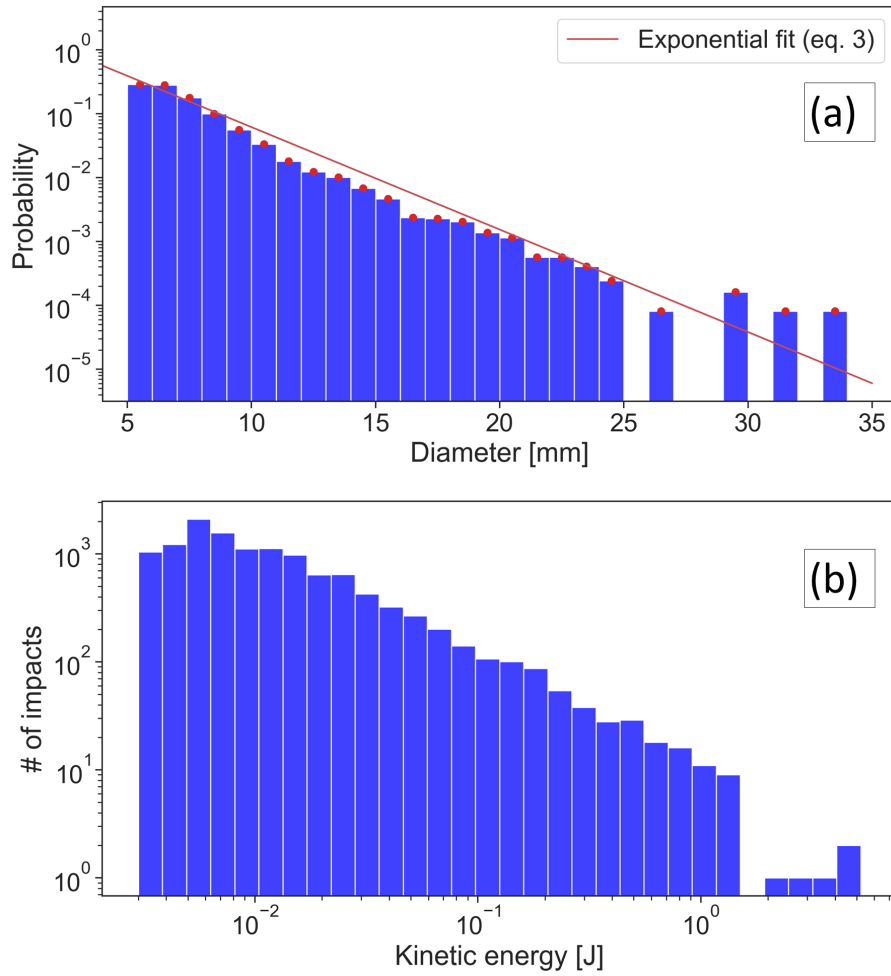 Exponential fit (eq. 3)
(a)
Probability
10^0
10^-1
10^-2
10^-3
10^-4
10^-5
5 10 15 20 25 30 35
Diameter [mm]
(b)
# of impacts
10^3
10^2
10^1
10^0
10^-2 10^-1 10^0
Kinetic energy [J]